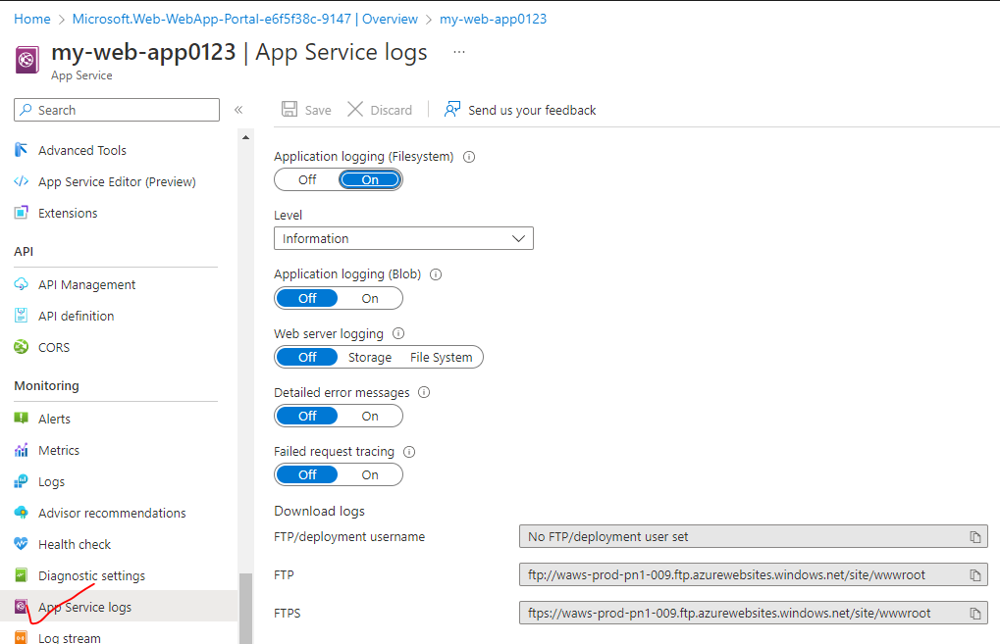 Home > Microsoft.Web-WebApp-Portal-e6f5f38c-9147 | Overview > my-web-app0123
my-web-app0123 | App Service logs ...
App Service
Search
«
Save
Discard
Send us your feedback
Advanced Tools
App Service Editor (Preview)
Extensions
API
API Management
API definition
CORS
Monitoring
Alerts
Metrics
Logs
Advisor recommendations
Health check
Diagnostic settings
App Service logs
Log stream
Application logging (Filesystem)
Off On
Level
Information
Application logging (Blob)
Off On
Web server logging
Off Storage File System
Detailed error messages
Off On
Failed request tracing
Off On
Download logs
FTP/deployment username No FTP/deployment user set
FTP ftp://waws-prod-pn1-009.ftp.azurewebsites.windows.net/site/wwwroot
FTPS ftps://waws-prod-pn1-009.ftp.azurewebsites.windows.net/site/wwwroot